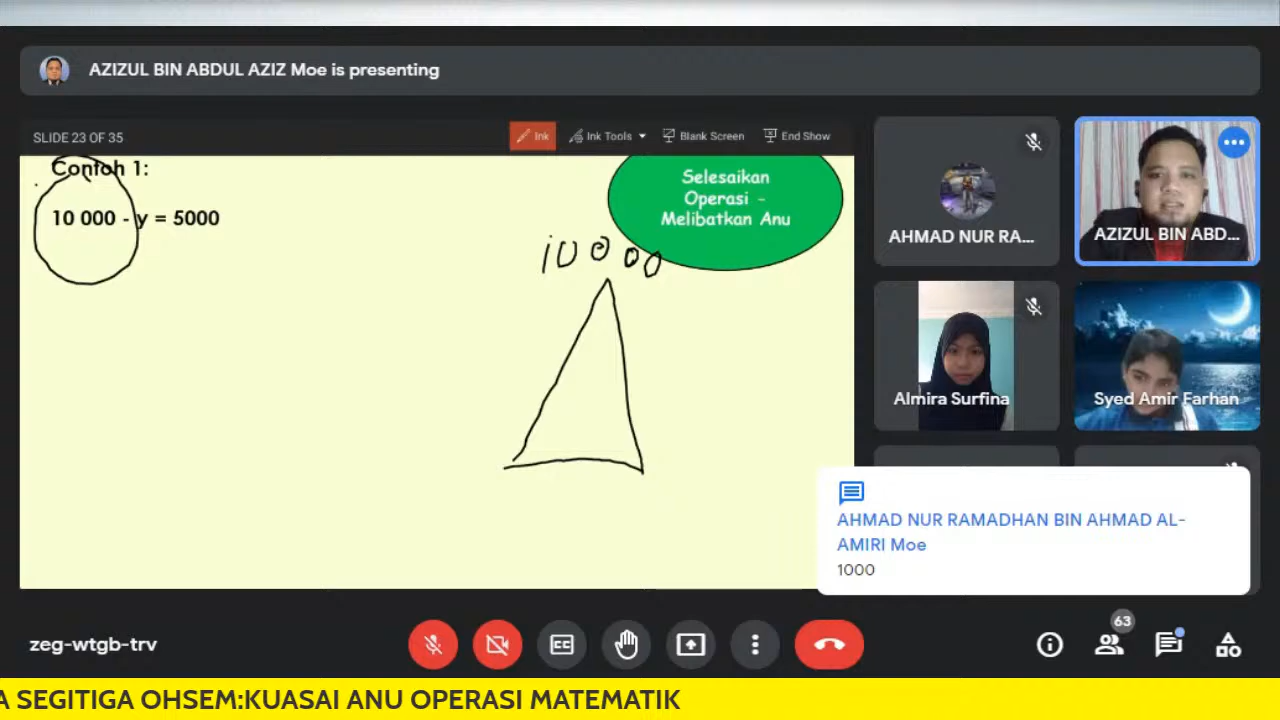 AZIZUL BIN ABDUL AZIZ Moe is presenting
SLIDE 23 OF 35
Ink
Ink Tools
Blank Screen
End Show
Contoh 1:
10 000 - y = 5000
Selesaikan
Operasi -
Melibatkan Anu
10000
AHMAD NUR RA...
AZIZUL BIN ABD...
Almira Surfina
Syed Amir Farhan
AHMAD NUR RAMADHAN BIN AHMAD AL-
AMIRI Moe
1000
zeg-wtgb-trv
CC
63
A SEGITIGA OHSEM:KUASAI ANU OPERASI MATEMATIK